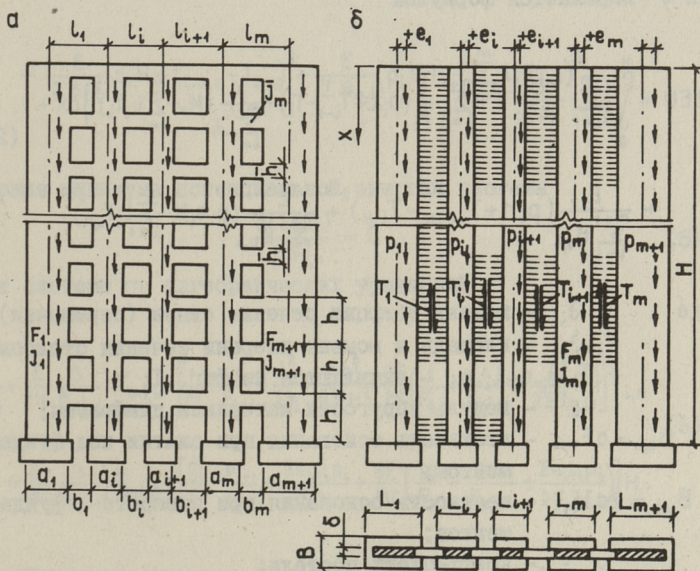 а
l₁ lᵢ lᵢ₊₁ lₘ
jₘ
h̄
h̄
F₁
J₁
Fₘ₊₁
Jₘ₊₁
h
h
h
a₁ aᵢ aᵢ₊₁ aₘ aₘ₊₁
b₁ bᵢ bᵢ₊₁ bₘ
б
+e₁ +eᵢ +eᵢ₊₁ +eₘ
x
H
p₁ pᵢ pᵢ₊₁ pₘ pₘ₊₁
Tᵢ Tᵢ₊₁ Tₘ
Fₘ
Jₘ
Lᵢ Lᵢ₊₁ Lₘ Lₘ₊₁
δ
B